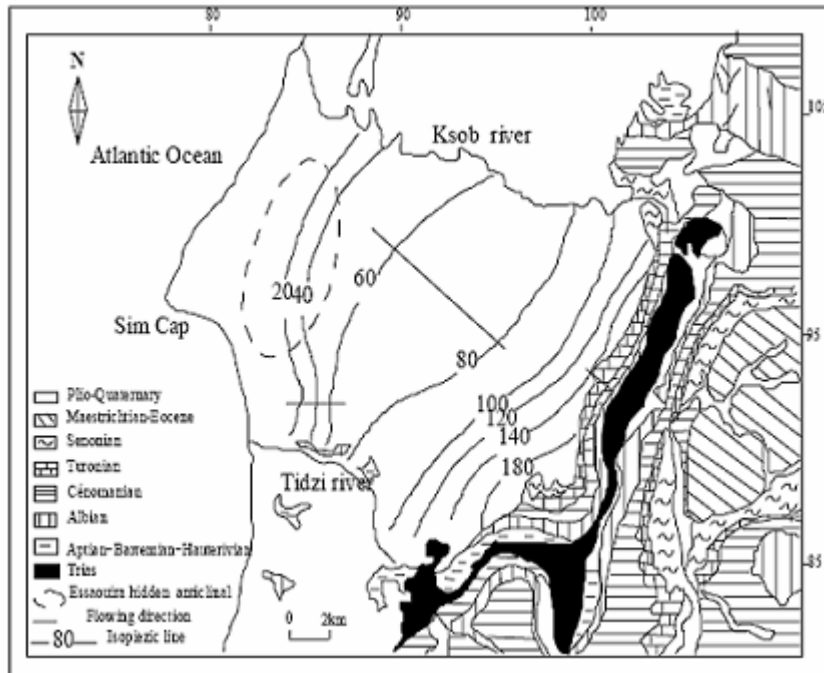 80 90 100
N
105
Ksob river
Atlantic Ocean
20 40 60
Sim Cap
80
95
100
120
140
180
Plio-Quaternary
Maestrichtian-Eocene
Senonian
Turonian
Cénomanian
Albian
Aptian-Barremian-Hauterivian
Trias
Essaouira hidden anticlinal
Flowing direction
80 Isopiezic line
Tidzi river
85
0 2km